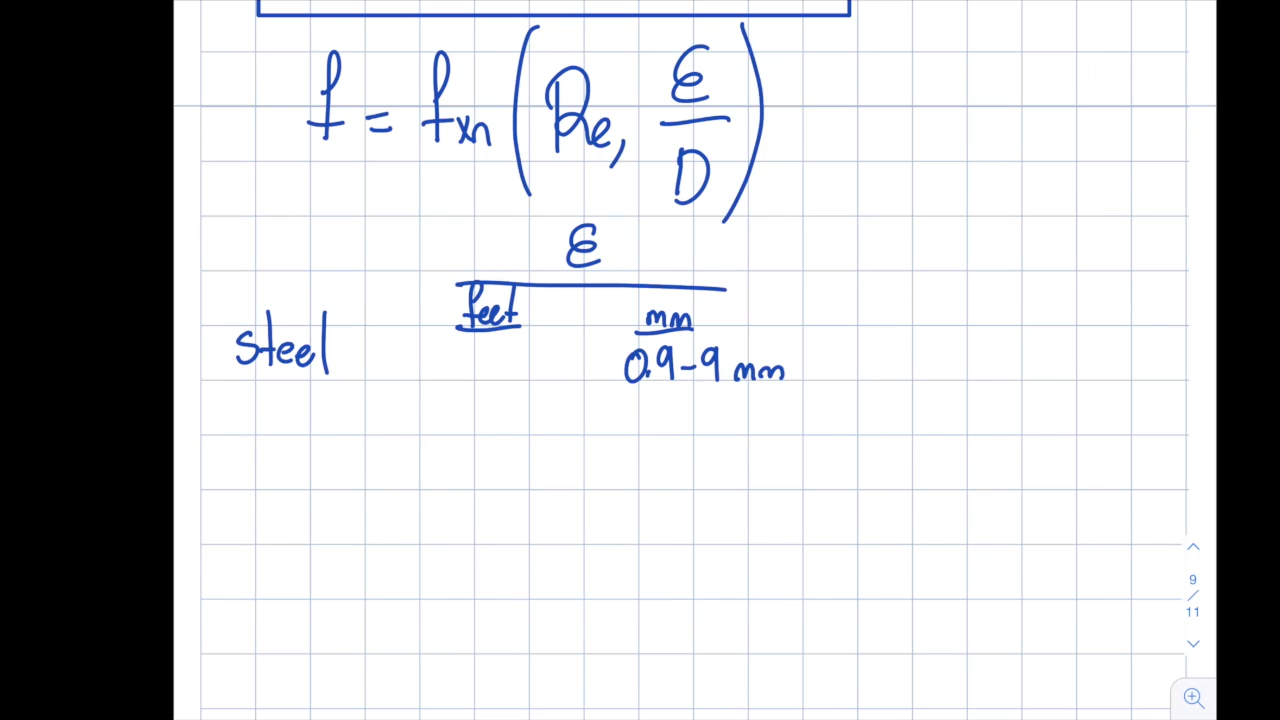 f = fxn (Re, ε/D)
ε
feet mm
steel 0.9-9 mm
9
/
11